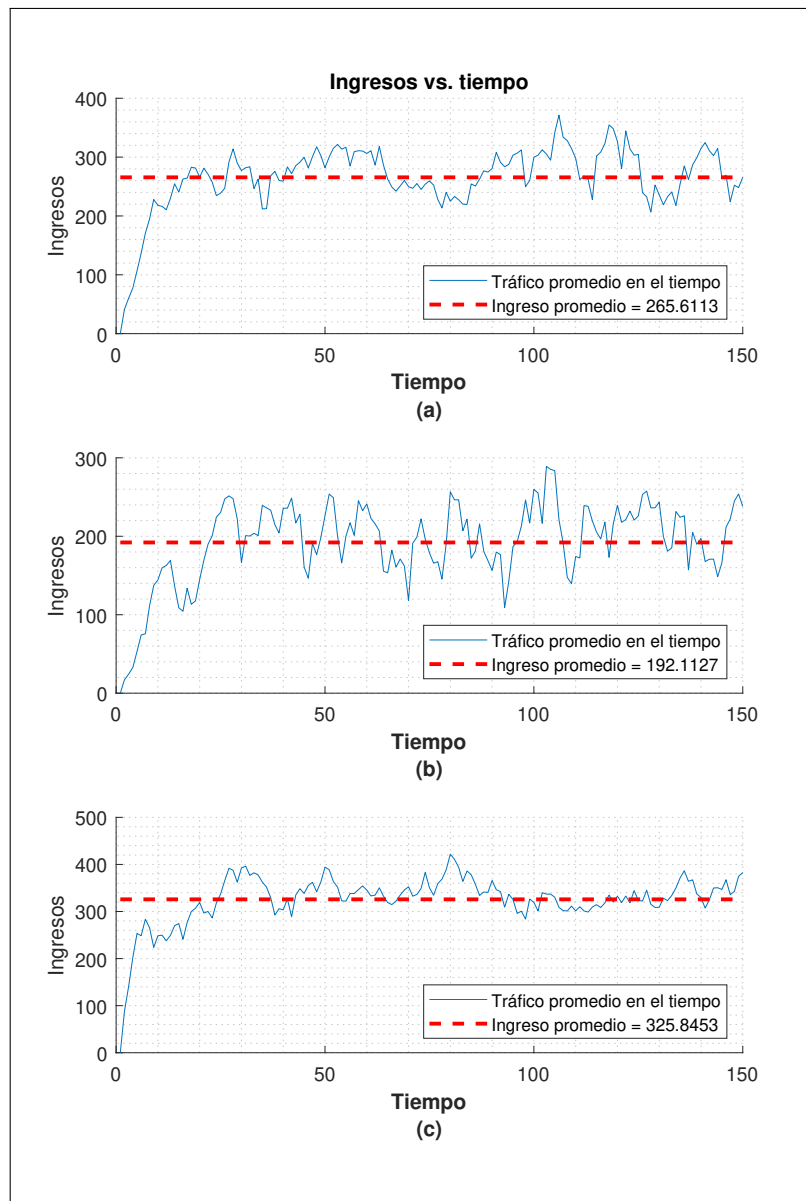 Ingresos vs. tiempo
400
300
200
100
0
Ingresos
Tráfico promedio en el tiempo
Ingreso promedio = 265.6113
0 50 100 150
Tiempo
(a)
300
200
100
0
Ingresos
Tráfico promedio en el tiempo
Ingreso promedio = 192.1127
0 50 100 150
Tiempo
(b)
500
400
300
200
100
0
Ingresos
Tráfico promedio en el tiempo
Ingreso promedio = 325.8453
0 50 100 150
Tiempo
(c)